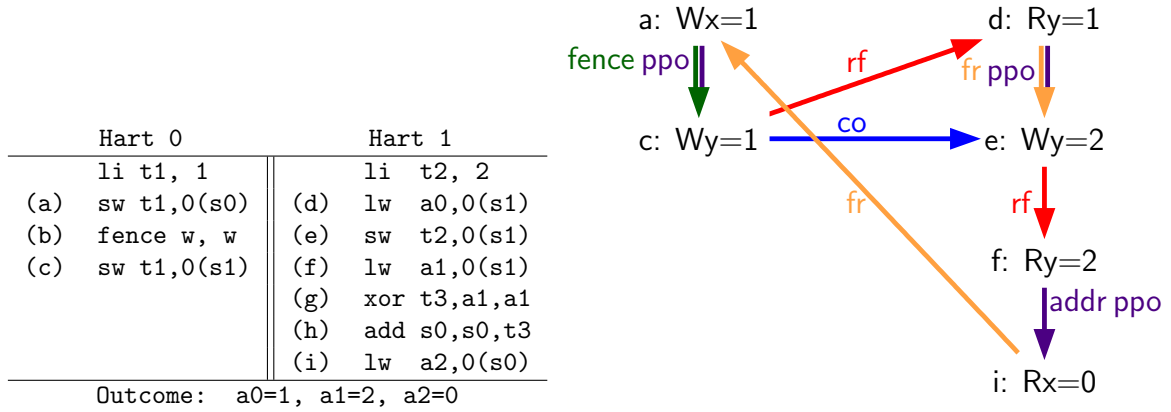 Hart 0 Hart 1
li t1, 1 li t2, 2
(a) sw t1,0(s0) (d) lw a0,0(s1)
(b) fence w, w (e) sw t2,0(s1)
(c) sw t1,0(s1) (f) lw a1,0(s1)
(g) xor t3,a1,a1
(h) add s0,s0,t3
(i) lw a2,0(s0)
Outcome: a0=1, a1=2, a2=0
a: Wx=1 d: Ry=1
fence ppo rf fr ppo
c: Wy=1 co e: Wy=2
fr rf
f: Ry=2
addr ppo
i: Rx=0